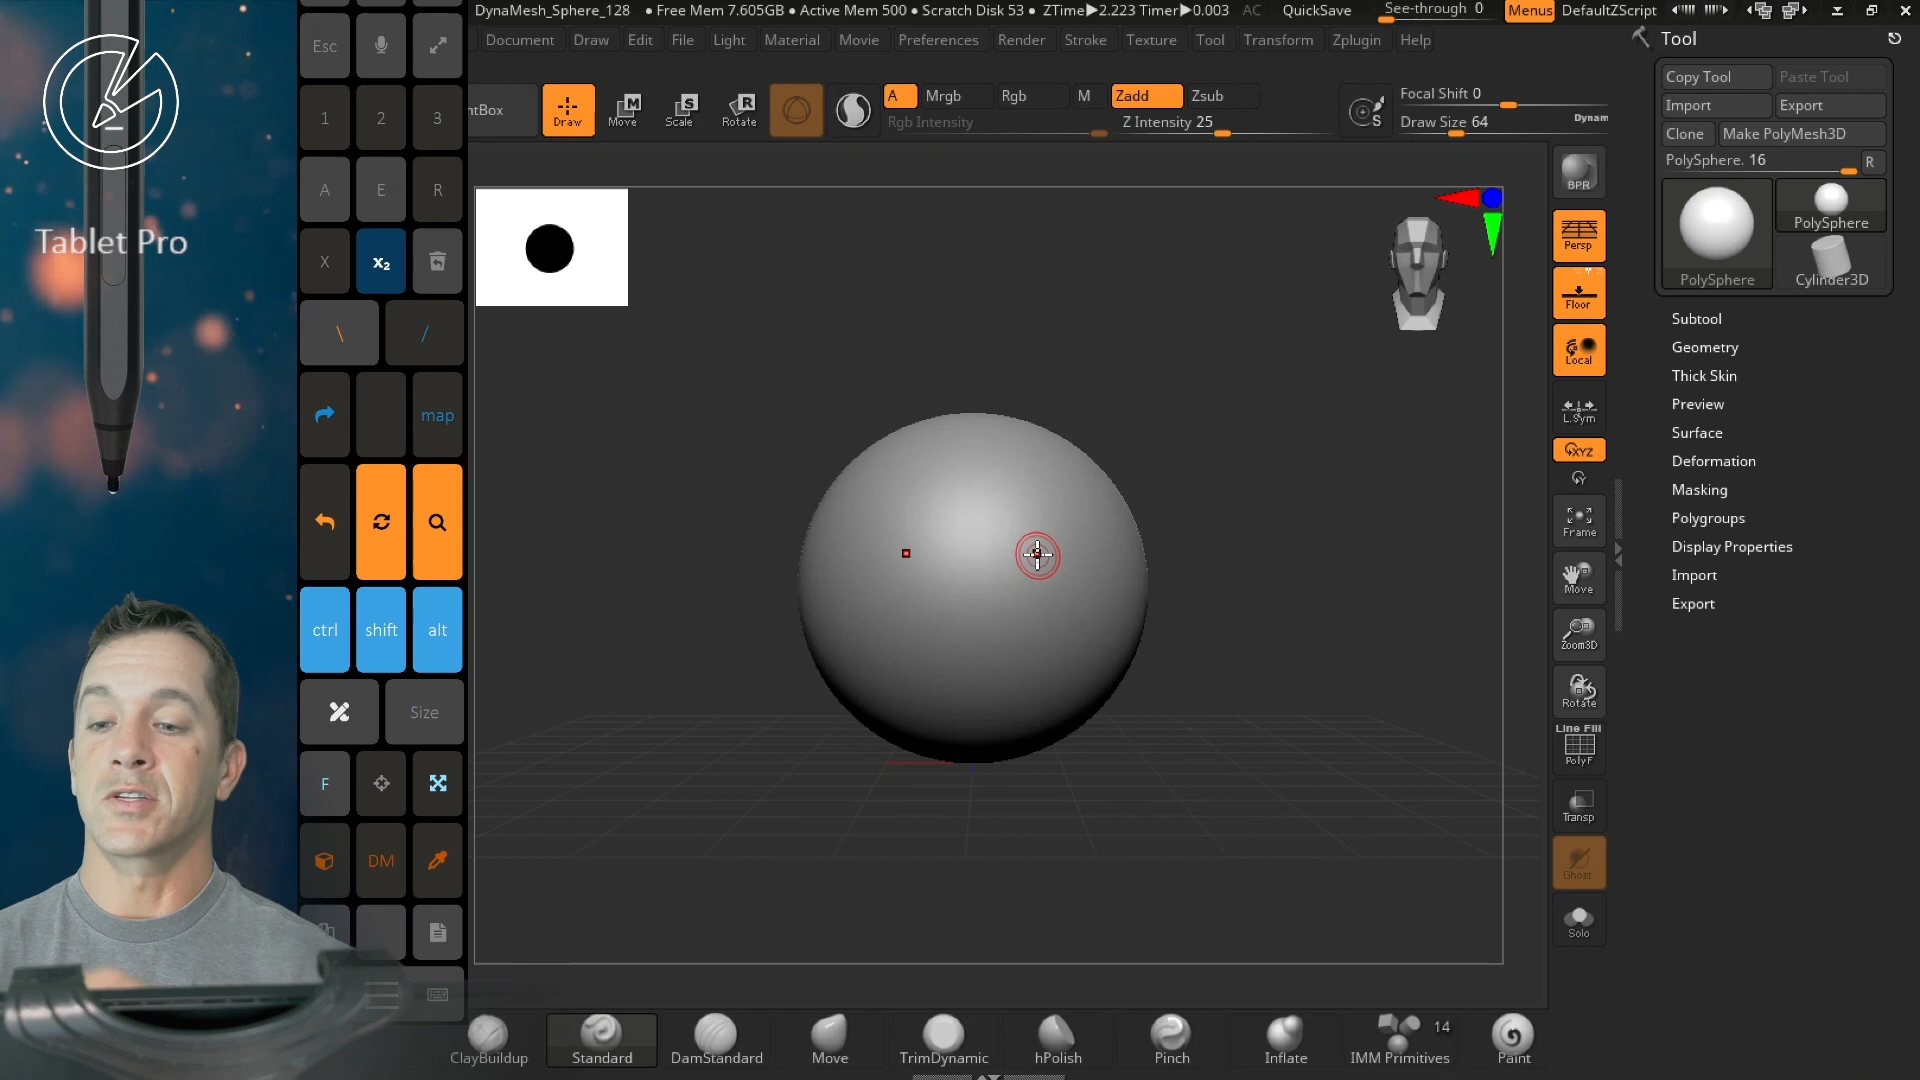 DynaMesh_Sphere_128 • Free Mem 7.605GB • Active Mem 500 • Scratch Disk 53 • ZTime▶2.223 Timer▶0.003 AC QuickSave See-through 0 Menus DefaultZScript
Document Draw Edit File Light Material Movie Preferences Render Stroke Texture Tool Transform Zplugin Help
Tool
Copy Tool Paste Tool
Import Export
Clone Make PolyMesh3D
PolySphere. 16 R
PolySphere
PolySphere Cylinder3D
Subtool
Geometry
Thick Skin
Preview
Surface
Deformation
Masking
Polygroups
Display Properties
Import
Export
ntBox Draw Move Scale Rotate
M S R
A Mrgb Rgb M Zadd Zsub
Rgb Intensity Z Intensity 25
Focal Shift 0
Draw Size 64 Dynam
BPR
Persp
Floor
Local
L.Sym
XYZ
Frame
Move
Zoom3D
Rotate
Line Fill
PolyF
Transp
Ghost
Solo
Tablet Pro
Esc
1 2 3
A E R
X x₂
\ /
map
ctrl shift alt
Size
F
DM
ClayBuildup Standard DamStandard Move TrimDynamic hPolish Pinch Inflate IMM Primitives 14 Paint